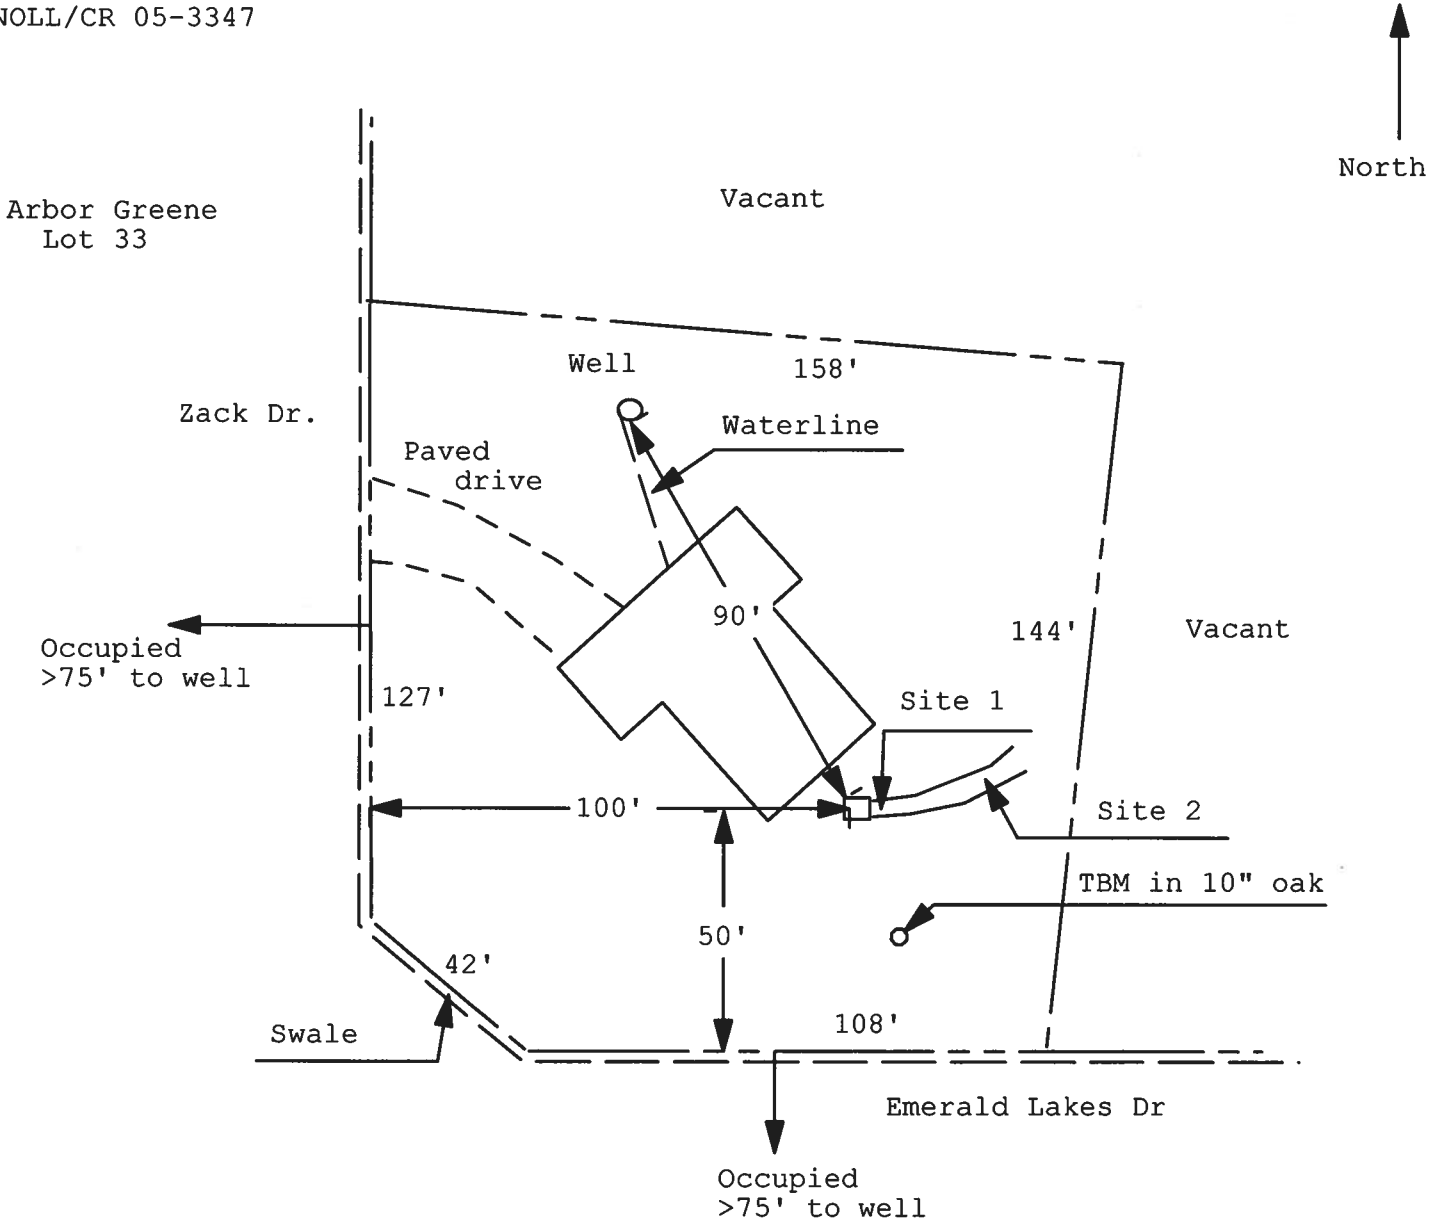 NOLL/CR 05-3347
North
Vacant
Arbor Greene
Lot 33
Well
158'
Zack Dr.
Waterline
Paved
drive
90'
144'
Vacant
Occupied
>75' to well
127'
Site 1
100'
Site 2
TBM in 10" oak
50'
42'
108'
Swale
Emerald Lakes Dr
Occupied
>75' to well